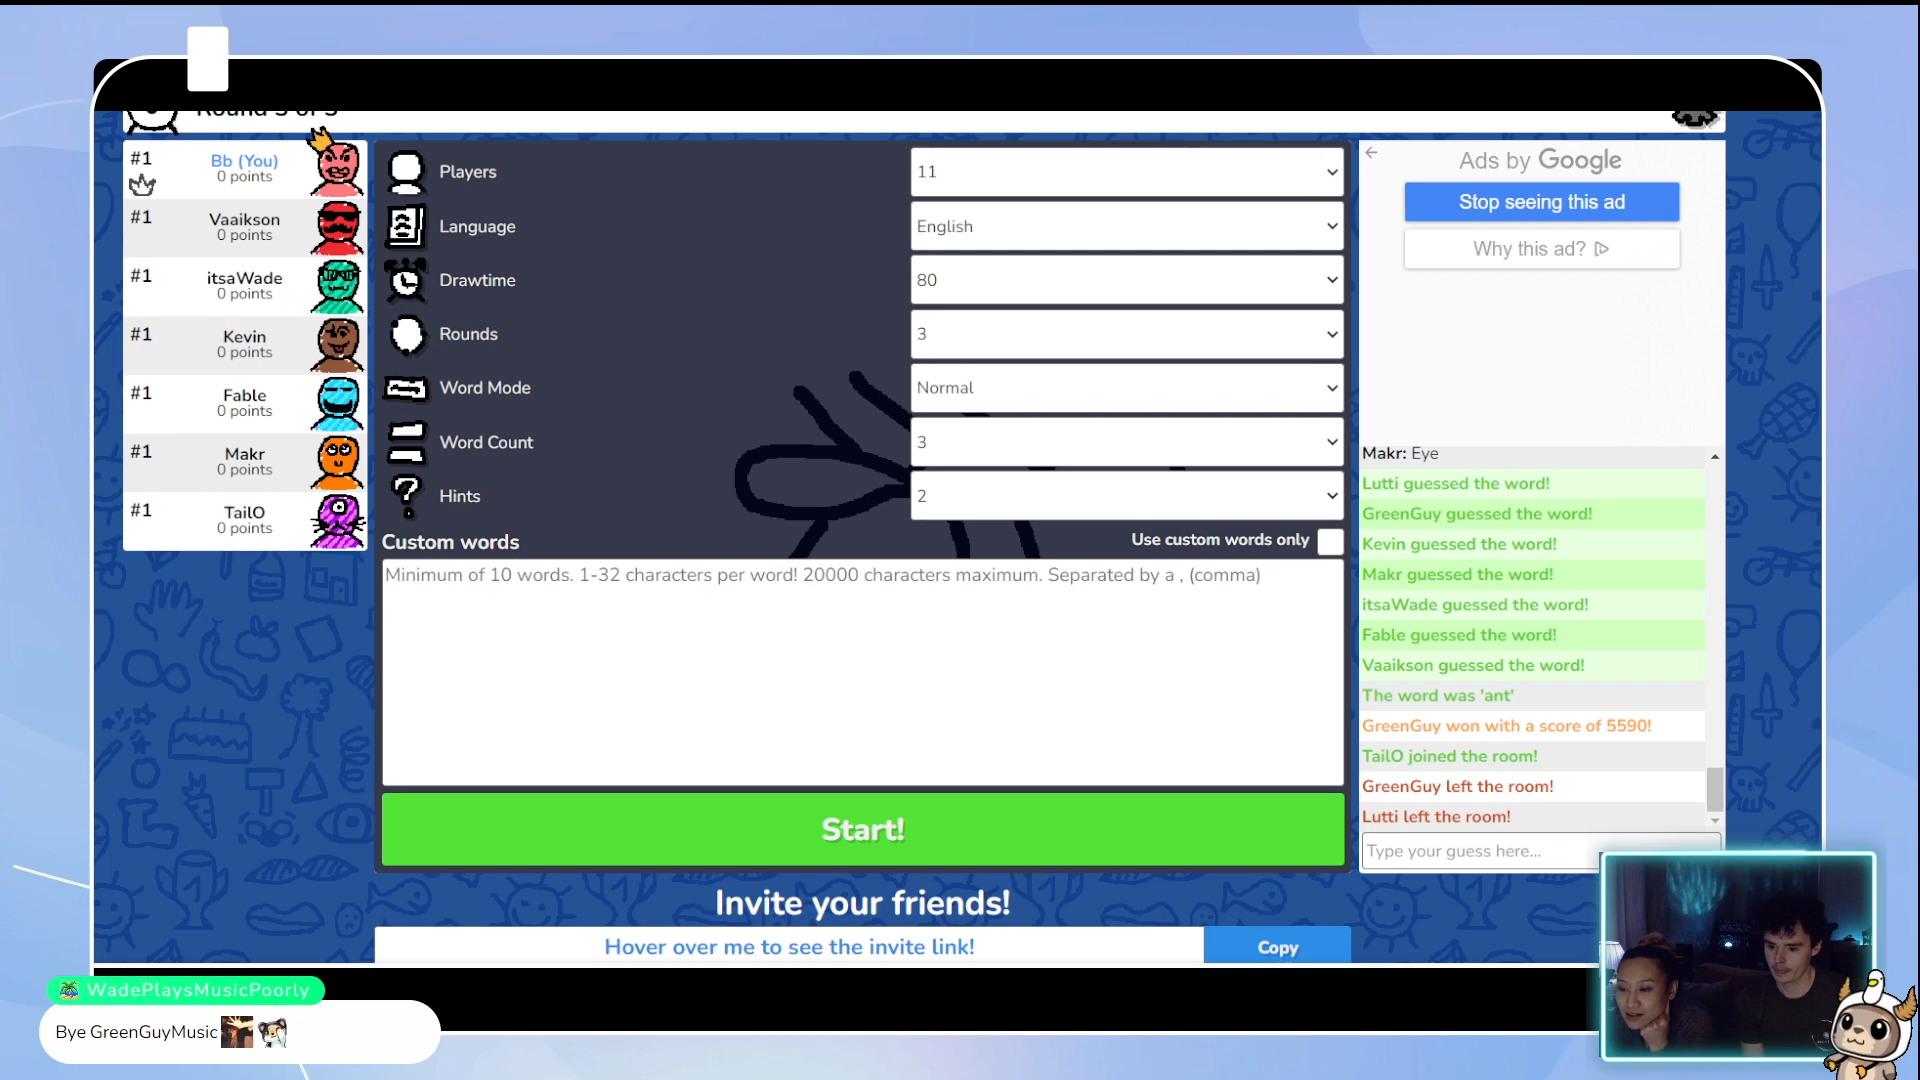 Round 3 of 3
#1
Bb (You)
0 points
#1
Vaaikson
0 points
#1
itsaWade
0 points
#1
Kevin
0 points
#1
Fable
0 points
#1
Makr
0 points
#1
TailO
0 points
Players
11
Language
English
Drawtime
80
Rounds
3
Word Mode
Normal
Word Count
3
Hints
2
Custom words
Use custom words only
Minimum of 10 words. 1-32 characters per word! 20000 characters maximum. Separated by a , (comma)
Start!
Invite your friends!
Hover over me to see the invite link!
Copy
Ads by Google
Stop seeing this ad
Why this ad?
Makr: Eye
Lutti guessed the word!
GreenGuy guessed the word!
Kevin guessed the word!
Makr guessed the word!
itsaWade guessed the word!
Fable guessed the word!
Vaaikson guessed the word!
The word was 'ant'
GreenGuy won with a score of 5590!
TailO joined the room!
GreenGuy left the room!
Lutti left the room!
Type your guess here...
WadePlaysMusicPoorly
Bye GreenGuyMusic